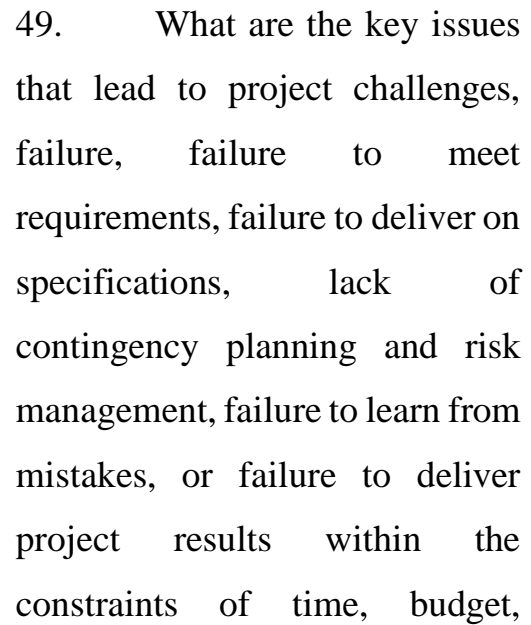 49. What are the key issues
that lead to project challenges,
failure, failure to meet
requirements, failure to deliver on
specifications, lack of
contingency planning and risk
management, failure to learn from
mistakes, or failure to deliver
project results within the
constraints of time, budget,